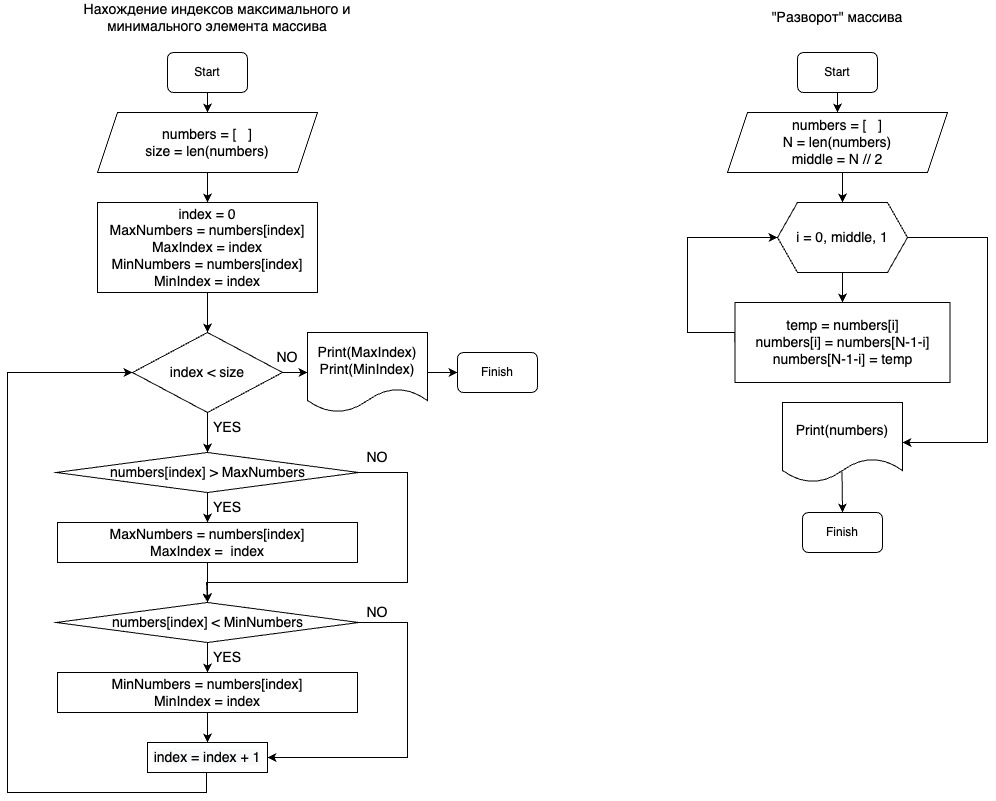 Нахождение индексов максимального и
минимального элемента массива
Start
numbers = [   ]
size = len(numbers)
index = 0
MaxNumbers = numbers[index]
MaxIndex = index
MinNumbers = numbers[index]
MinIndex = index
index < size
NO
Print(MaxIndex)
Print(MinIndex)
Finish
YES
numbers[index] > MaxNumbers
NO
YES
MaxNumbers = numbers[index]
MaxIndex =  index
numbers[index] < MinNumbers
NO
YES
MinNumbers = numbers[index]
MinIndex = index
index = index + 1
"Разворот" массива
Start
numbers = [   ]
N = len(numbers)
middle = N // 2
i = 0, middle, 1
temp = numbers[i]
numbers[i] = numbers[N-1-i]
numbers[N-1-i] = temp
Print(numbers)
Finish